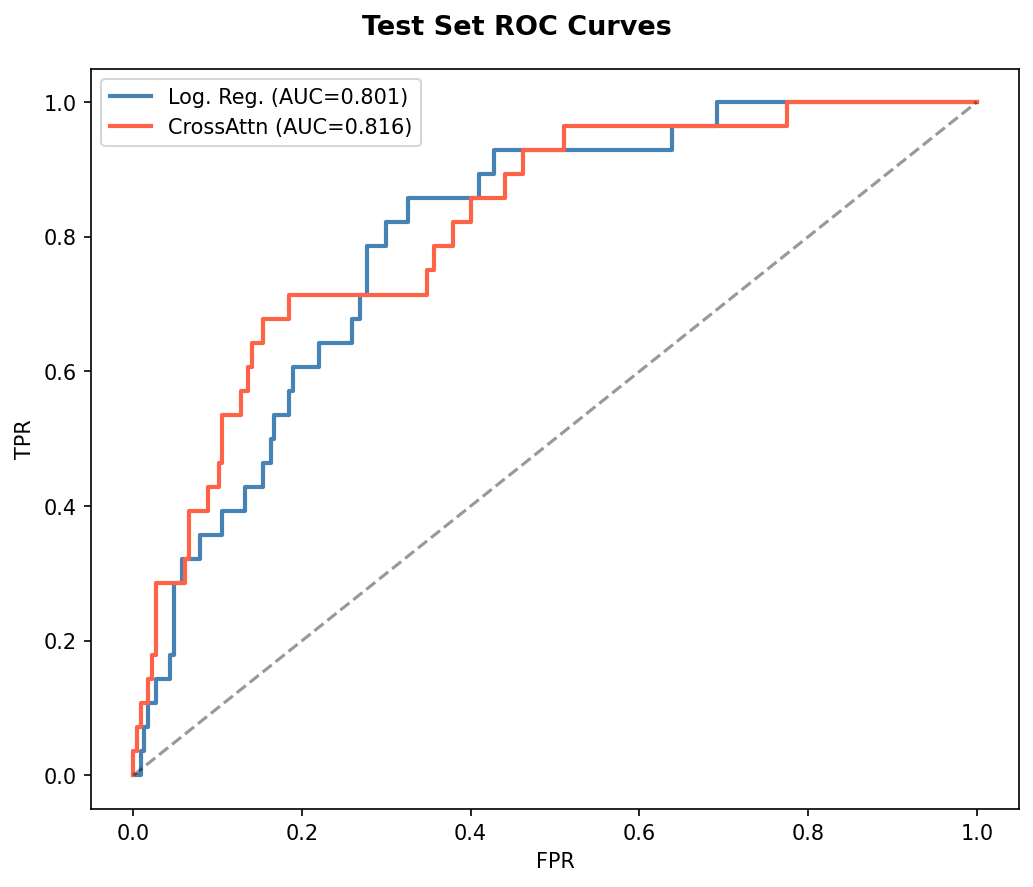 Test Set ROC Curves
Log. Reg. (AUC=0.801)
CrossAttn (AUC=0.816)
1.0
0.8
0.6
0.4
0.2
0.0
TPR
0.0 0.2 0.4 0.6 0.8 1.0
FPR